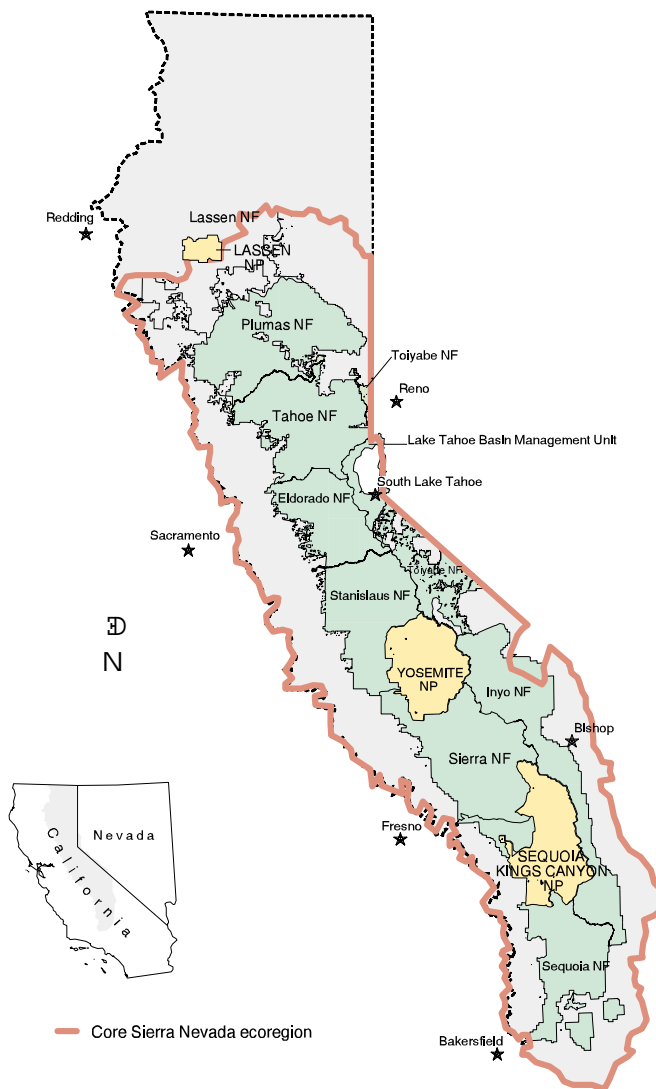 Redding
Lassen NF
LASSEN
NP
Plumas NF
Toiyabe NF
Reno
Tahoe NF
Lake Tahoe Basin Management Unit
South Lake Tahoe
Eldorado NF
Sacramento
Toiyabe NF
Stanislaus NF
N
YOSEMITE
NP
Inyo NF
Bishop
Sierra NF
Nevada
California
Fresno
SEQUOIA
KINGS CANYON
NP
Sequoia NF
Core Sierra Nevada ecoregion
Bakersfield